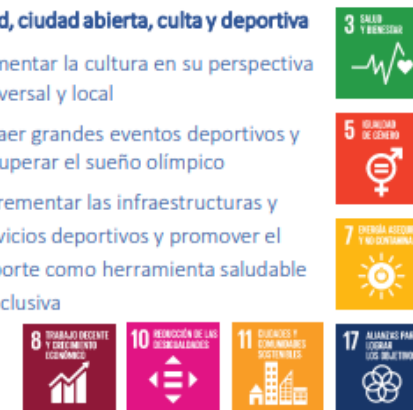 d, ciudad abierta, culta y deportiva
mentar la cultura en su perspectiva
versal y local
aer grandes eventos deportivos y
uperar el sueño olímpico
rementar las infraestructuras y
vicios deportivos y promover el
porte como herramienta saludable
clusiva
3 SALUD
Y BIENESTAR
5 IGUALDAD
DE GÉNERO
7 ENERGÍA ASEQUI
Y NO CONTAMINA
8 TRABAJO DECENTE
Y CRECIMIENTO
ECONÓMICO
10 REDUCCIÓN DE LAS
DESIGUALDADES
11 CIUDADES Y
COMUNIDADES
SOSTENIBLES
17 ALIANZAS PAR
LOGRAR
LOS OBJETIVO